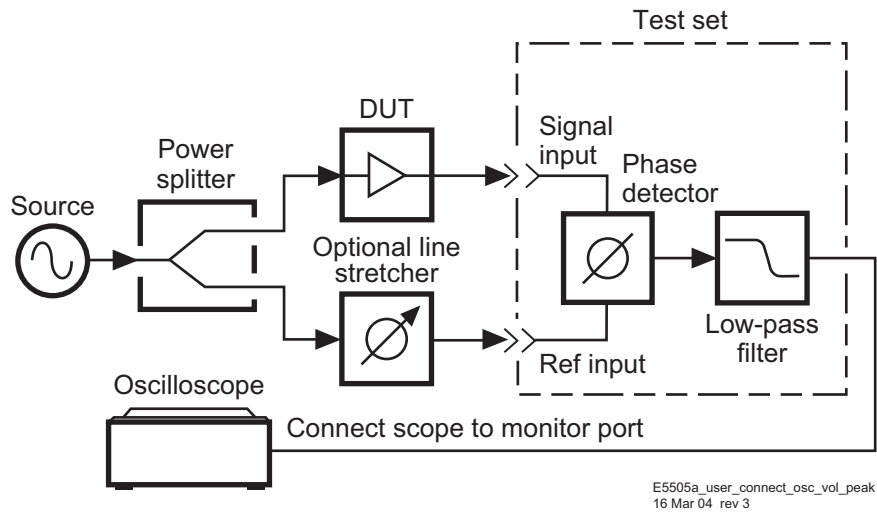 Test set
DUT
Signal
input
Power
splitter
Phase
detector
Source
Optional line
stretcher
Low-pass
filter
Ref input
Oscilloscope
Connect scope to monitor port
E5505a_user_connect_osc_vol_peak
16 Mar 04 rev 3